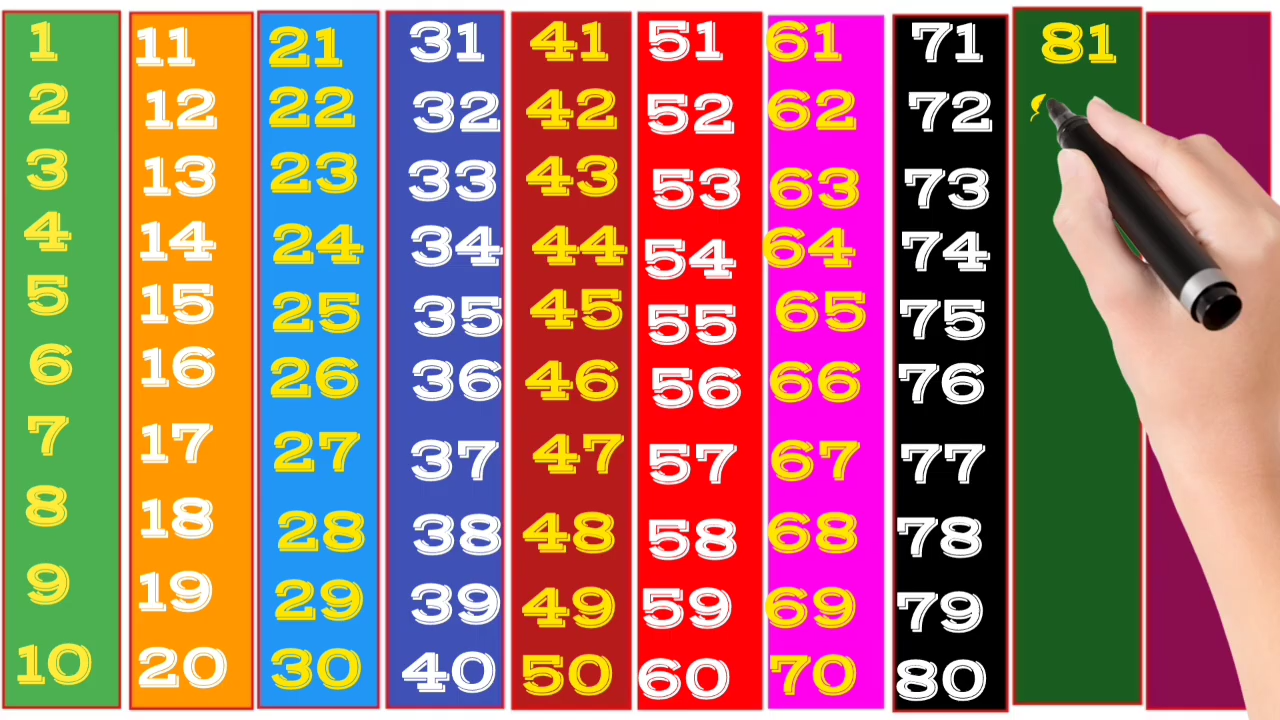 1 11 21 31 41 51 61 71 81
2 12 22 32 42 52 62 72
3 13 23 33 43 53 63 73
4 14 24 34 44 54 64 74
5 15 25 35 45 55 65 75
6 16 26 36 46 56 66 76
7 17 27 37 47 57 67 77
8 18 28 38 48 58 68 78
9 19 29 39 49 59 69 79
10 20 30 40 50 60 70 80